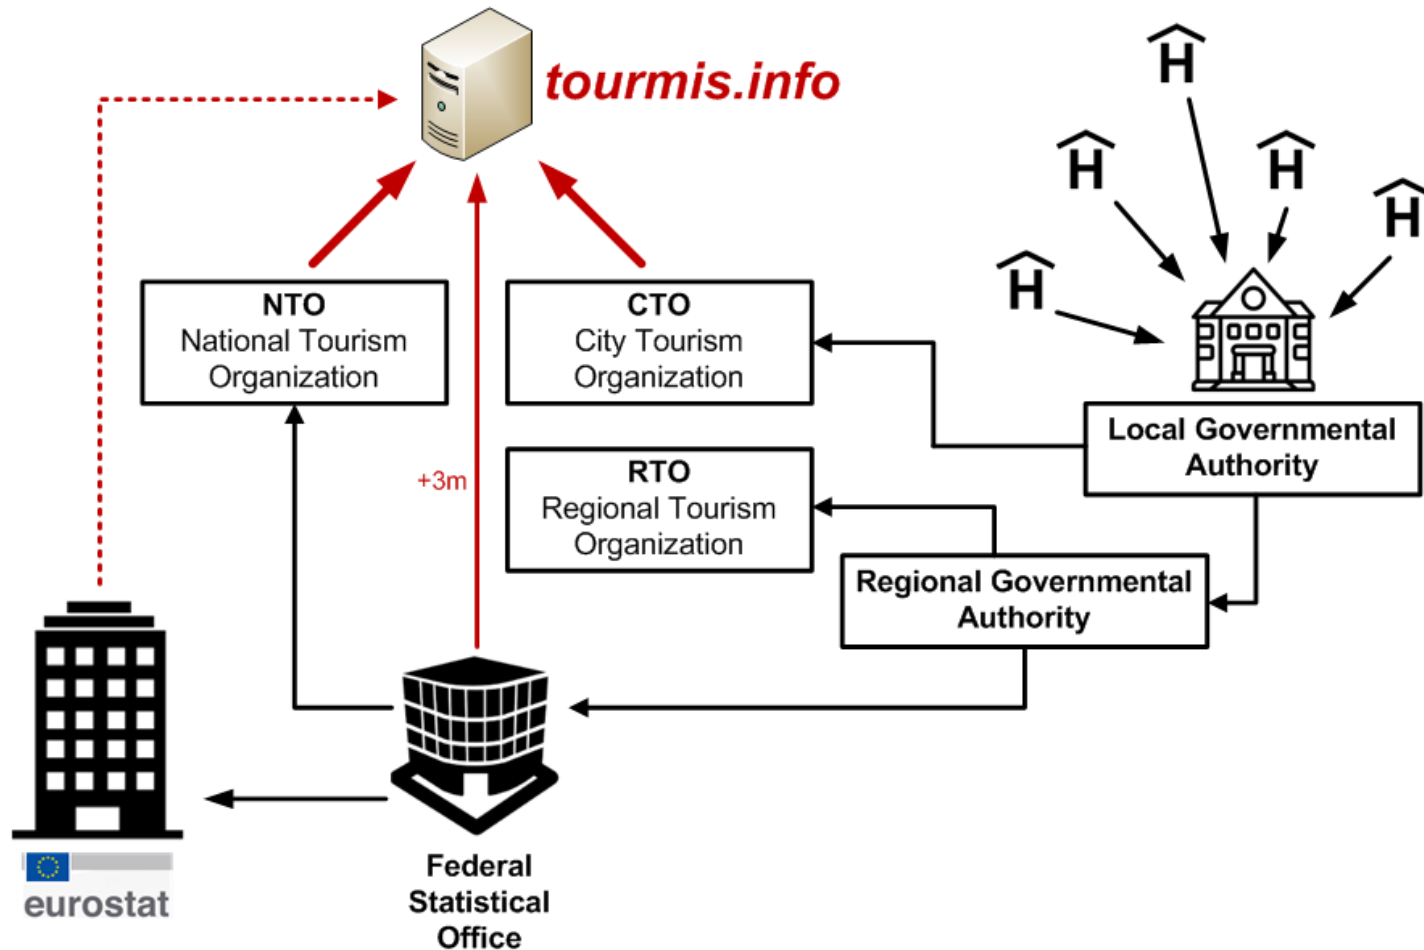 tourmis.info
H
H
H
H
H
NTO
National Tourism
Organization
CTO
City Tourism
Organization
Local Governmental
Authority
+3m
RTO
Regional Tourism
Organization
Regional Governmental
Authority
Federal
Statistical
Office
eurostat